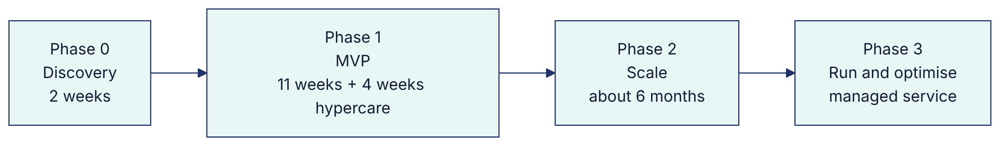 Phase 0
Discovery
2 weeks
Phase 1
MVP
11 weeks + 4 weeks
hypercare
Phase 2
Scale
about 6 months
Phase 3
Run and optimise
managed service